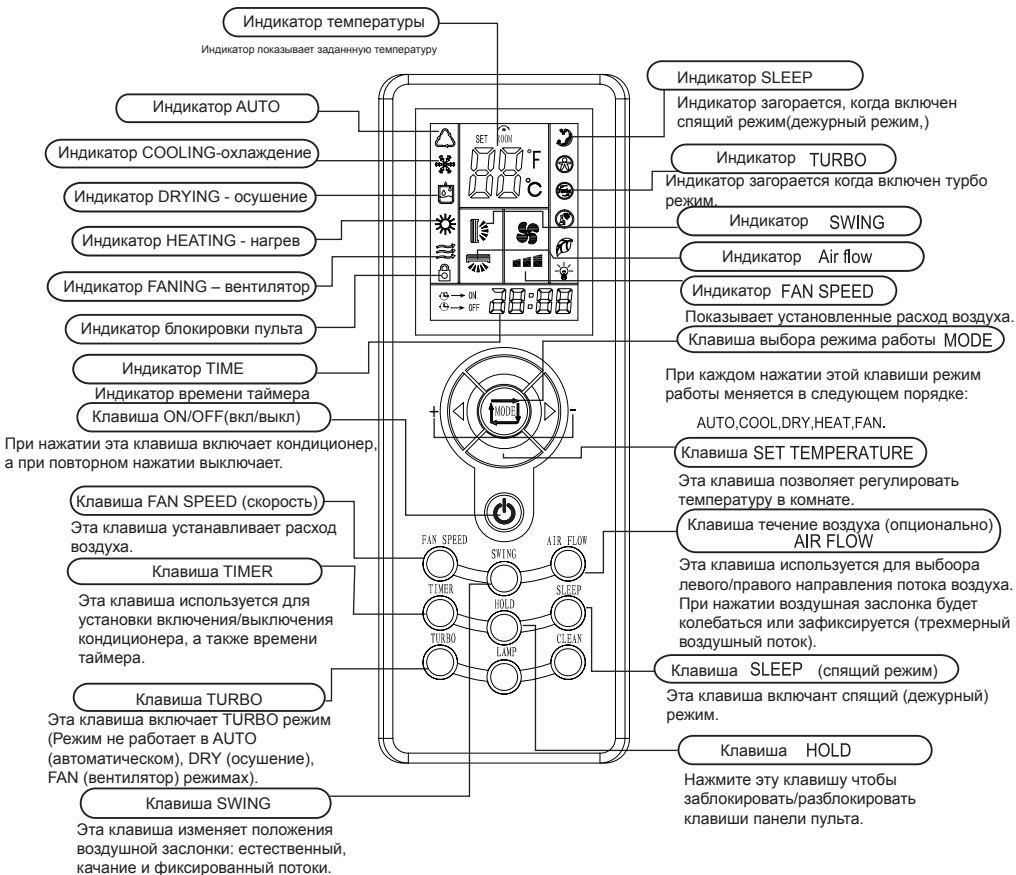 Индикатор температуры
Индикатор показывает заданнную температуру
Индикатор AUTO
Индикатор COOLING-охлаждение
Индикатор DRYING - осушение
Индикатор HEATING - нагрев
Индикатор FANING – вентилятор
Индикатор блокировки пульта
Индикатор TIME
Индикатор времени таймера
Клавиша ON/OFF(вкл/выкл)
При нажатии эта клавиша включает кондиционер,
а при повторном нажатии выключает.
Клавиша FAN SPEED (скорость)
Эта клавиша устанавливает расход
воздуха.
Клавиша TIMER
Эта клавиша используется для
установки включения/выключения
кондиционера, а также времени
таймера.
Клавиша TURBO
Эта клавиша включает TURBO режим
(Режим не работает в AUTO
(автоматическом), DRY (осушение),
FAN (вентилятор) режимах).
Клавиша SWING
Эта клавиша изменяет положения
воздушной заслонки: естественный,
качание и фиксированный потоки.
SET ROOM
88 °F
°C
→ ON
→ OFF
28:88
+ MODE -
FAN SPEED
SWING
AIR FLOW
TIMER
HOLD
SLEEP
TURBO
LAMP
CLEAN
Индикатор SLEEP
Индикатор загорается, когда включен
спящий режим(дежурный режим,)
Индикатор TURBO
Индикатор загорается когда включен турбо
режим.
Индикатор SWING
Индикатор Air flow
Индикатор FAN SPEED
Показывает установленные расход воздуха.
Клавиша выбора режима работы MODE
При каждом нажатии этой клавиши режим
работы меняется в следующем порядке:
AUTO,COOL,DRY,HEAT,FAN.
Клавиша SET TEMPERATURE
Эта клавиша позволяет регулировать
температуру в комнате.
Клавиша течение воздуха (опционально)
AIR FLOW
Эта клавиша используется для выбоора
левого/правого направления потока воздуха.
При нажатии воздушная заслонка будет
колебаться или зафиксируется (трехмерный
воздушный поток).
Клавиша SLEEP (спящий режим)
Эта клавиша включант спящий (дежурный)
режим.
Клавиша HOLD
Нажмите эту клавишу чтобы
заблокировать/разблокировать
клавиши панели пульта.